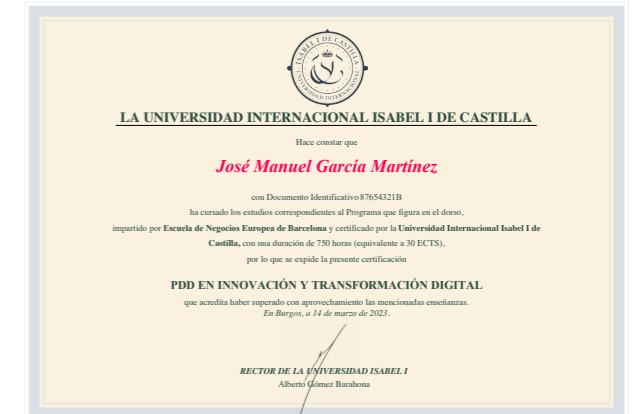 ISABEL I DE CASTILLA
UNIVERSIDAD INTERNACIONAL
LA UNIVERSIDAD INTERNACIONAL ISABEL I DE CASTILLA
Hace constar que
José Manuel García Martínez
con Documento Identificativo 87654321B
ha cursado los estudios correspondientes al Programa que figura en el dorso,
impartido por Escuela de Negocios Europea de Barcelona y certificado por la Universidad Internacional Isabel I de
Castilla, con una duración de 750 horas (equivalente a 30 ECTS),
por lo que se expide la presente certificación
PDD EN INNOVACIÓN Y TRANSFORMACIÓN DIGITAL
que acredita haber superado con aprovechamiento las mencionadas enseñanzas.
En Burgos, a 14 de marzo de 2023.
RECTOR DE LA UNIVERSIDAD ISABEL I
Alberto Gómez Barahona